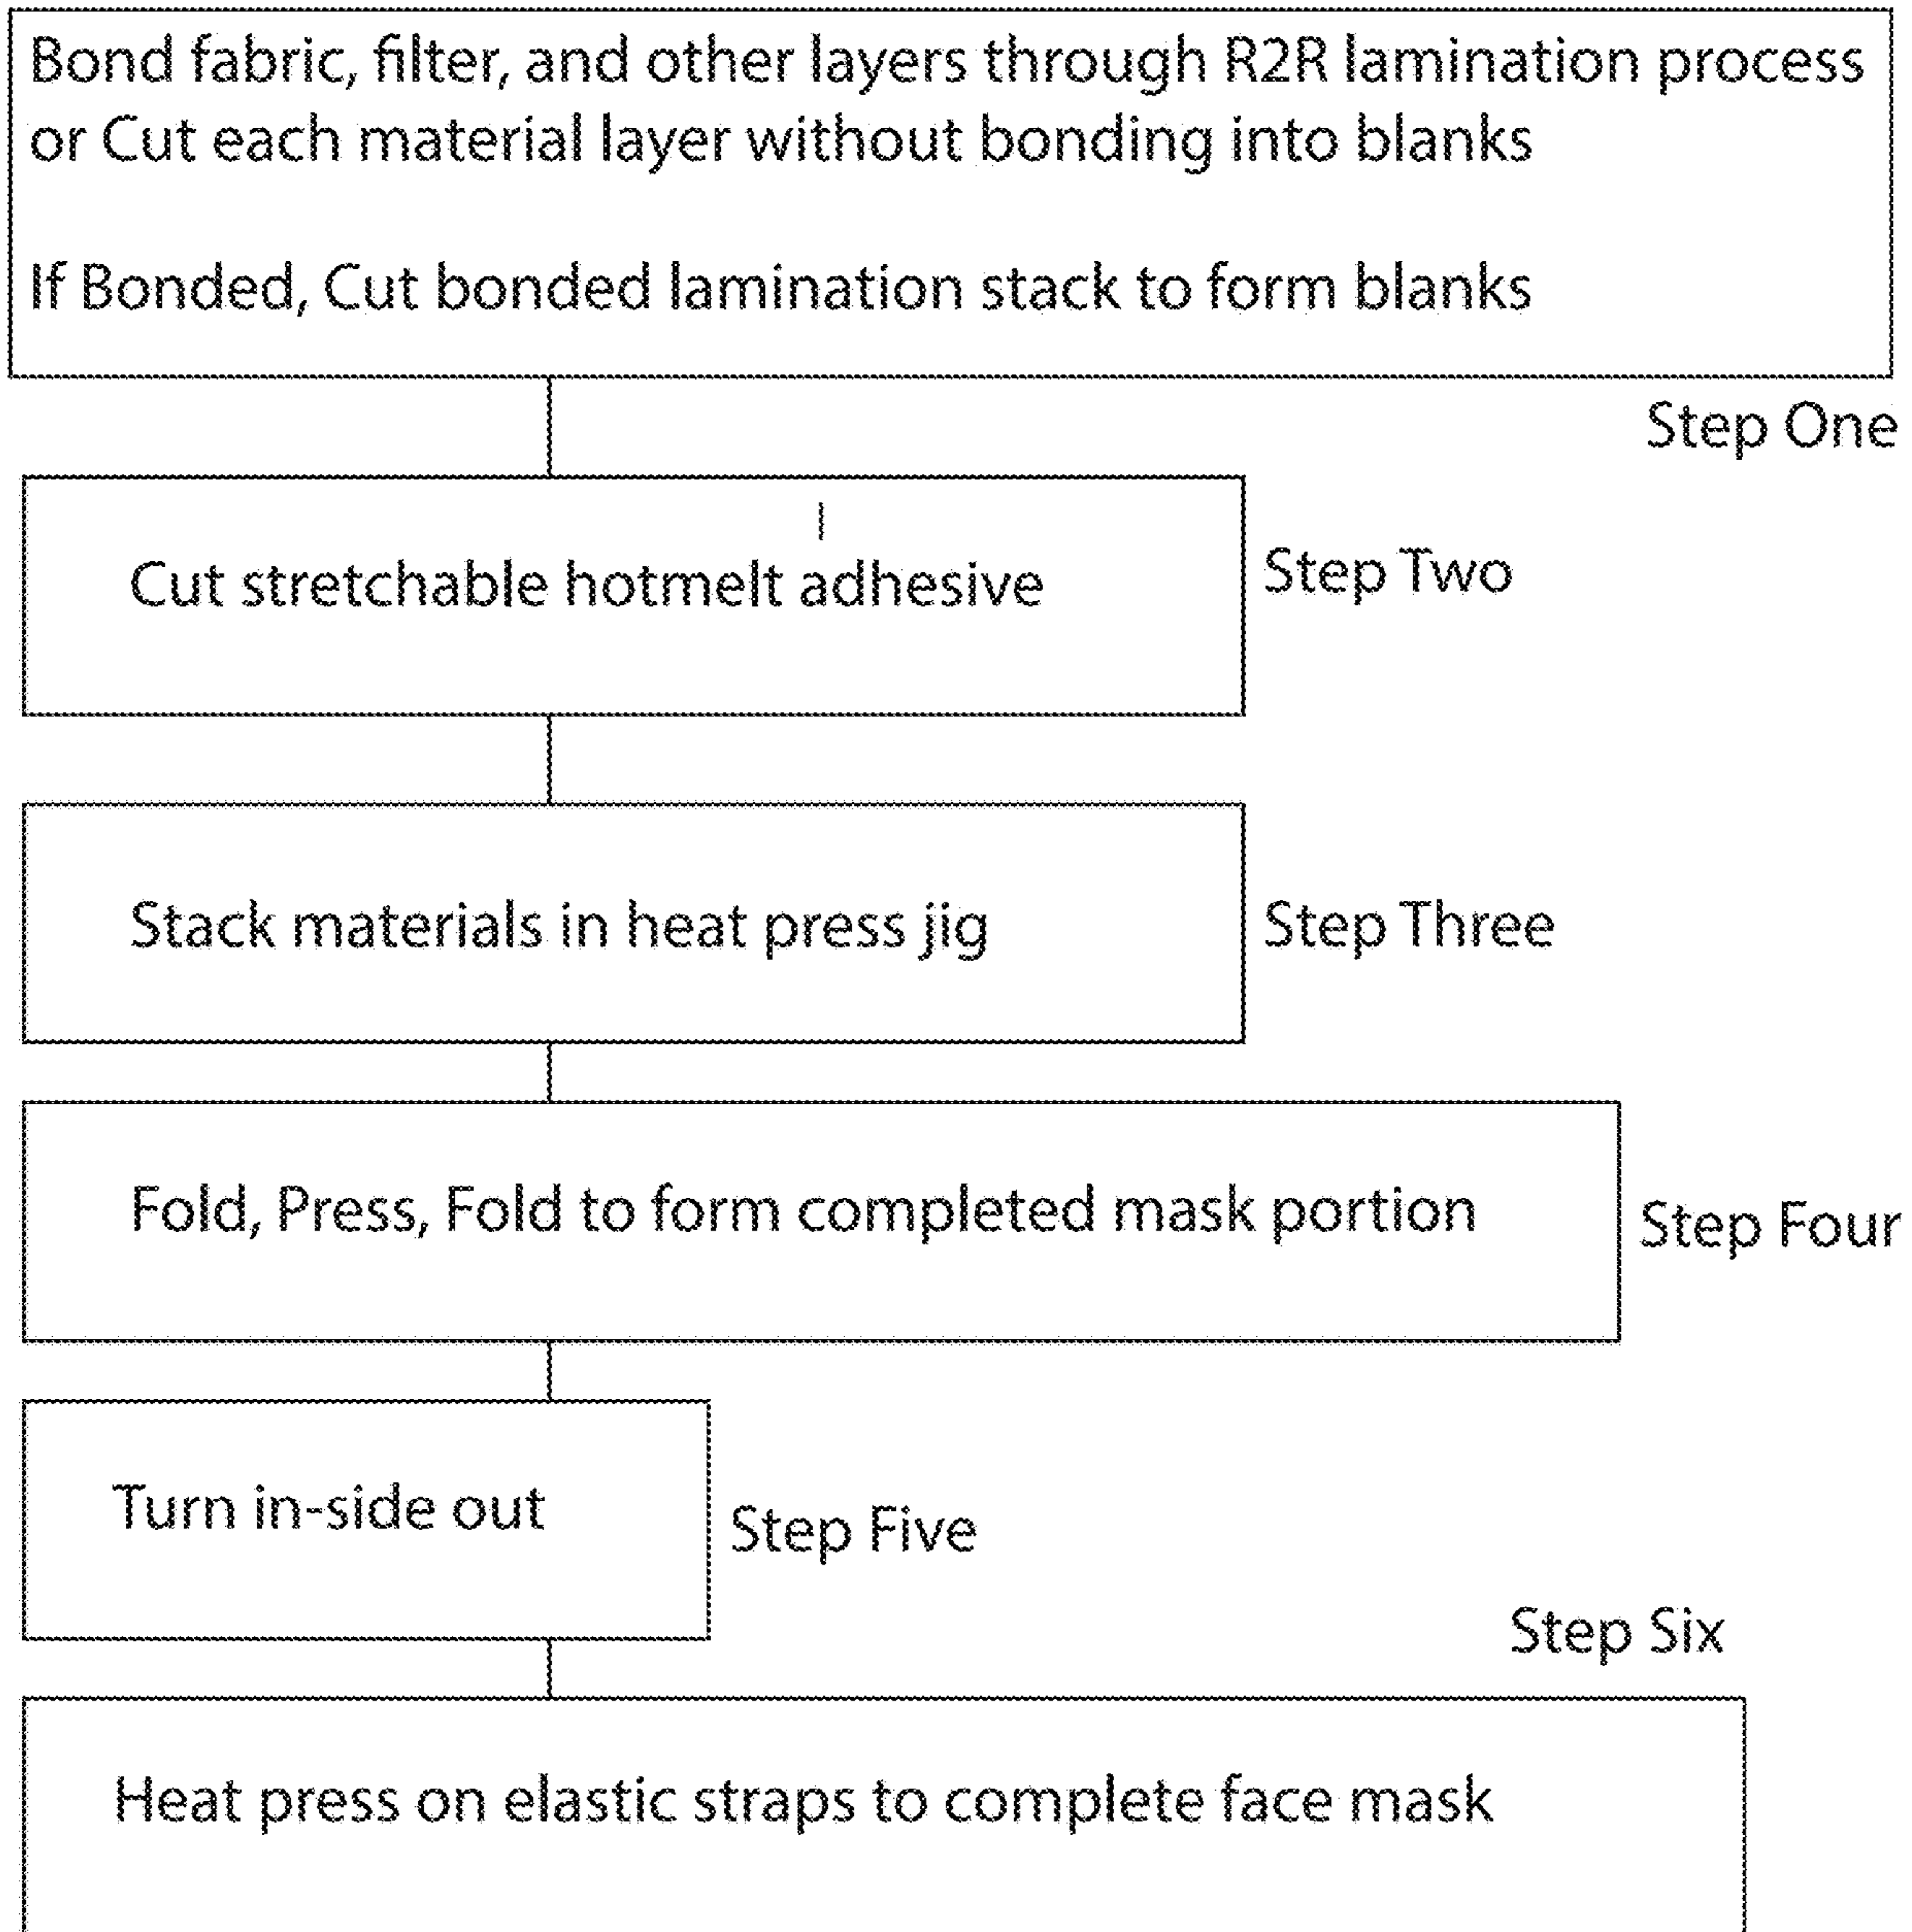 Bond fabric, filter, and other layers through R2R lamination process
or Cut each material layer without bonding into blanks
If Bonded, Cut bonded lamination stack to form blanks
Step One
Cut stretchable hotmelt adhesive
Step Two
Stack materials in heat press jig
Step Three
Fold, Press, Fold to form completed mask portion
Step Four
Turn in-side out
Step Five
Step Six
Heat press on elastic straps to complete face mask